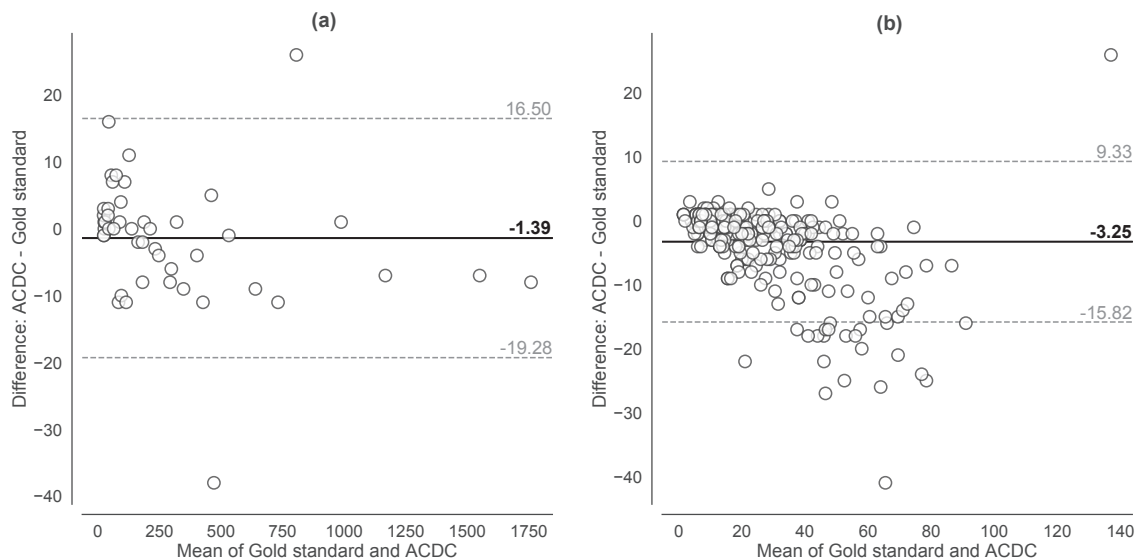 (a)
Difference: ACDC - Gold standard
20
10
0
−10
−20
−30
−40
16.50
-1.39
-19.28
0 250 500 750 1000 1250 1500 1750
Mean of Gold standard and ACDC
(b)
Difference: ACDC - Gold standard
20
10
0
−10
−20
−30
−40
9.33
-3.25
-15.82
0 20 40 60 80 100 120 140
Mean of Gold standard and ACDC